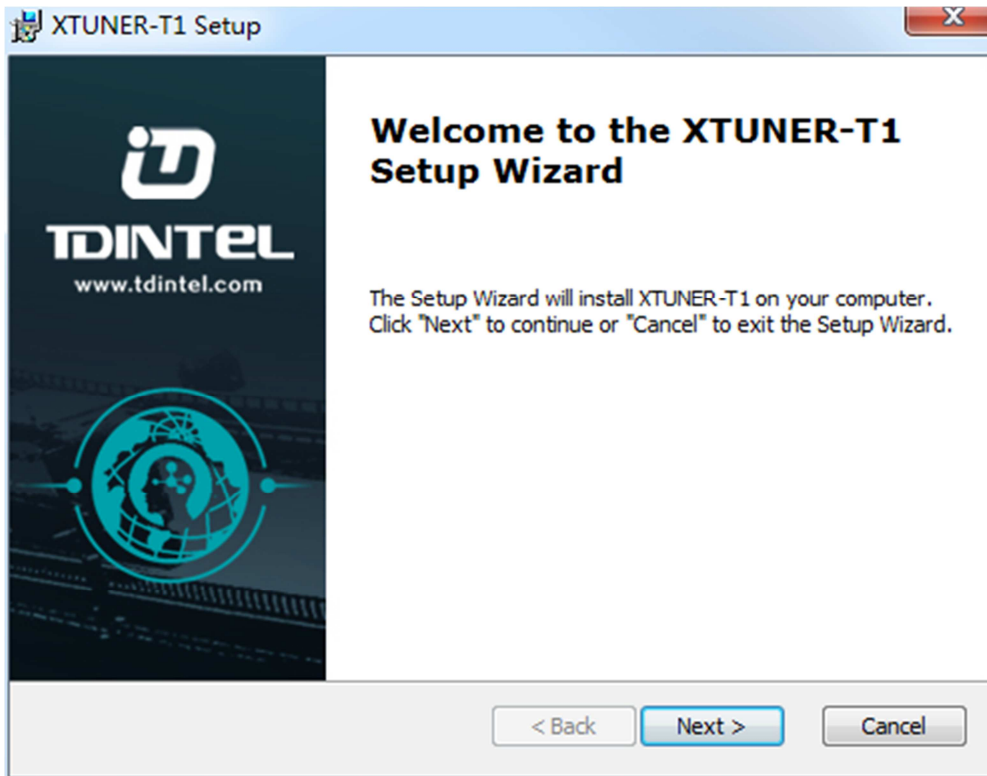 XTUNER-T1 Setup
TDINTEL
www.tdintel.com
Welcome to the XTUNER-T1
Setup Wizard
The Setup Wizard will install XTUNER-T1 on your computer.
Click "Next" to continue or "Cancel" to exit the Setup Wizard.
< Back
Next >
Cancel